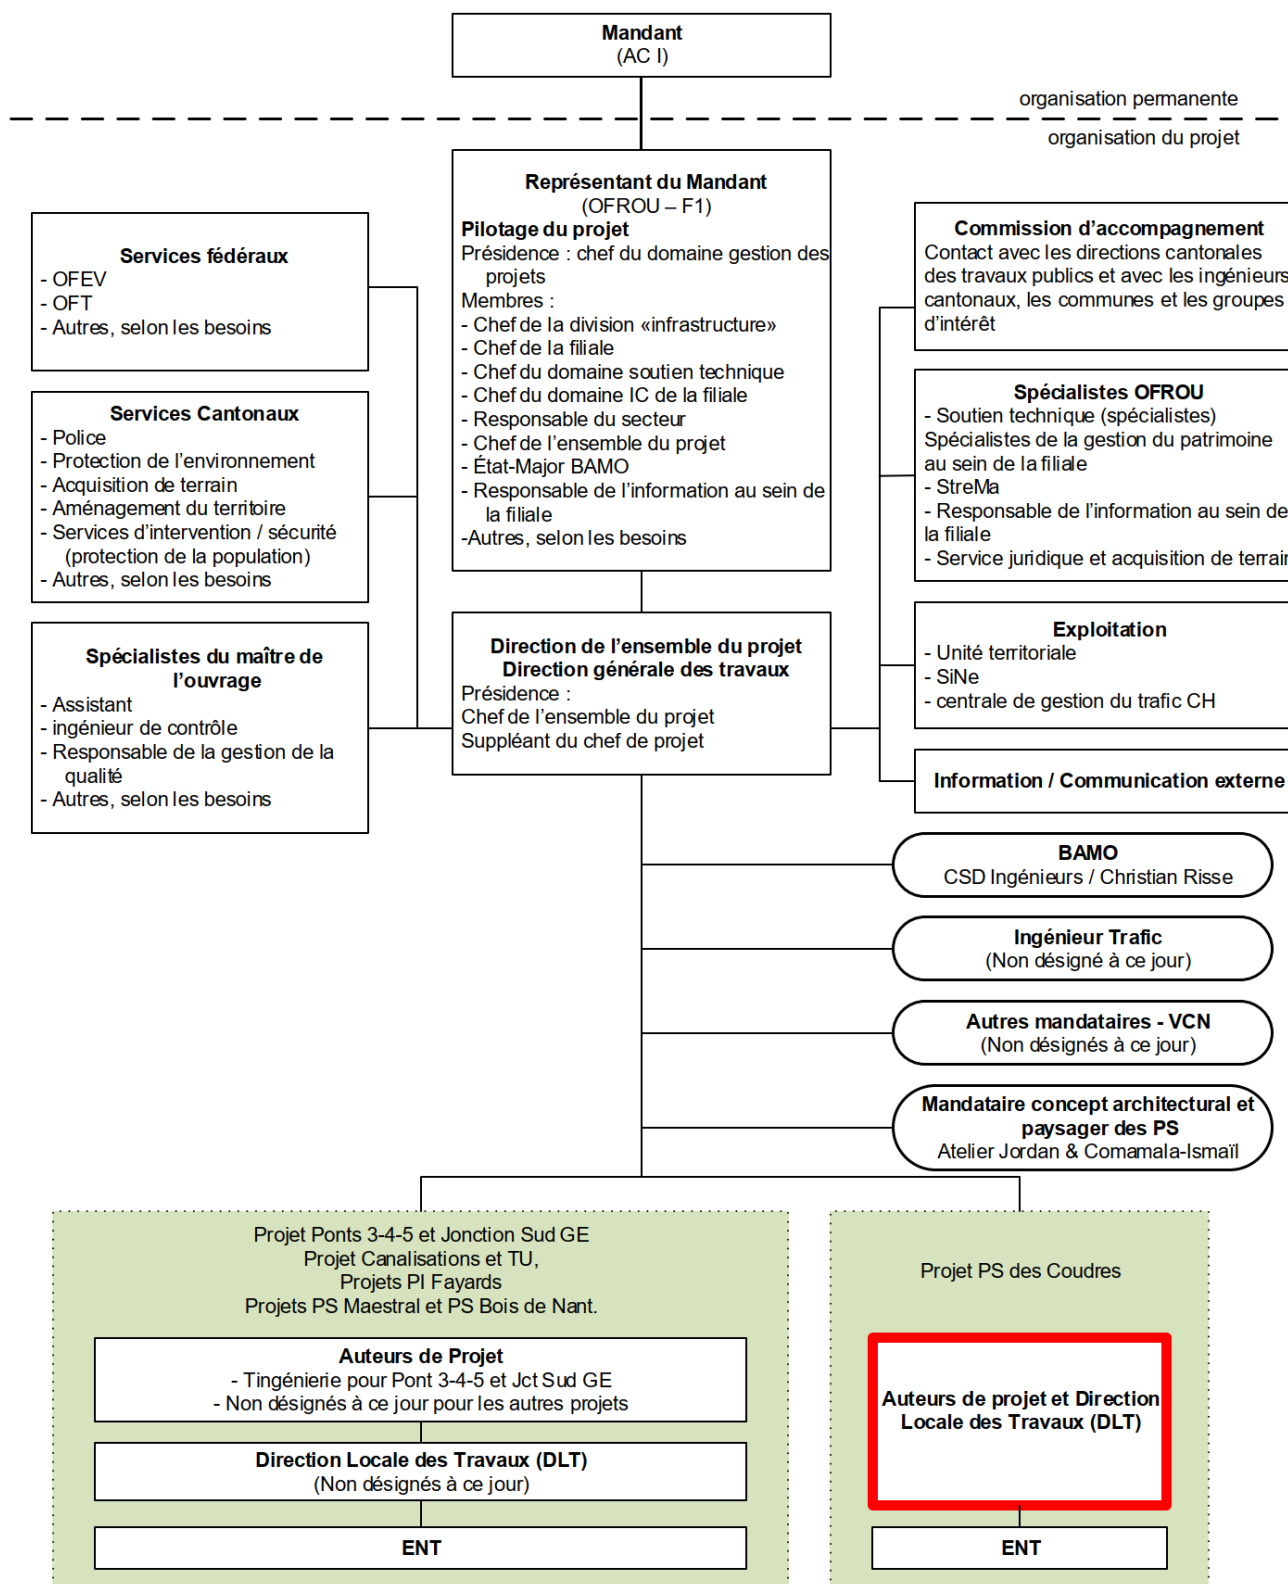 Mandant
(AC I)
organisation permanente
organisation du projet
Représentant du Mandant
(OFROU – F1)
Pilotage du projet
Présidence : chef du domaine gestion des
projets
Membres :
- Chef de la division «infrastructure»
- Chef de la filiale
- Chef du domaine soutien technique
- Chef du domaine IC de la filiale
- Responsable du secteur
- Chef de l’ensemble du projet
- État-Major BAMO
- Responsable de l’information au sein de
la filiale
-Autres, selon les besoins
Services fédéraux
- OFEV
- OFT
- Autres, selon les besoins
Services Cantonaux
- Police
- Protection de l’environnement
- Acquisition de terrain
- Aménagement du territoire
- Services d’intervention / sécurité
(protection de la population)
- Autres, selon les besoins
Spécialistes du maître de
l’ouvrage
- Assistant
- ingénieur de contrôle
- Responsable de la gestion de la
qualité
- Autres, selon les besoins
Direction de l’ensemble du projet
Direction générale des travaux
Présidence :
Chef de l’ensemble du projet
Suppléant du chef de projet
Commission d’accompagnement
Contact avec les directions cantonales
des travaux publics et avec les ingénieurs
cantonaux, les communes et les groupes
d’intérêt
Spécialistes OFROU
- Soutien technique (spécialistes)
Spécialistes de la gestion du patrimoine
au sein de la filiale
- StreMa
- Responsable de l’information au sein de
la filiale
- Service juridique et acquisition de terrain
Exploitation
- Unité territoriale
- SiNe
- centrale de gestion du trafic CH
Information / Communication externe
BAMO
CSD Ingénieurs / Christian Risse
Ingénieur Trafic
(Non désigné à ce jour)
Autres mandataires - VCN
(Non désignés à ce jour)
Mandataire concept architectural et
paysager des PS
Atelier Jordan & Comamala-Ismaïl
Projet Ponts 3-4-5 et Jonction Sud GE
Projet Canalisations et TU,
Projets PI Fayards
Projets PS Maestral et PS Bois de Nant.
Auteurs de Projet
- Tingénierie pour Pont 3-4-5 et Jct Sud GE
- Non désignés à ce jour pour les autres projets
Direction Locale des Travaux (DLT)
(Non désignés à ce jour)
ENT
Projet PS des Coudres
Auteurs de projet et Direction
Locale des Travaux (DLT)
ENT